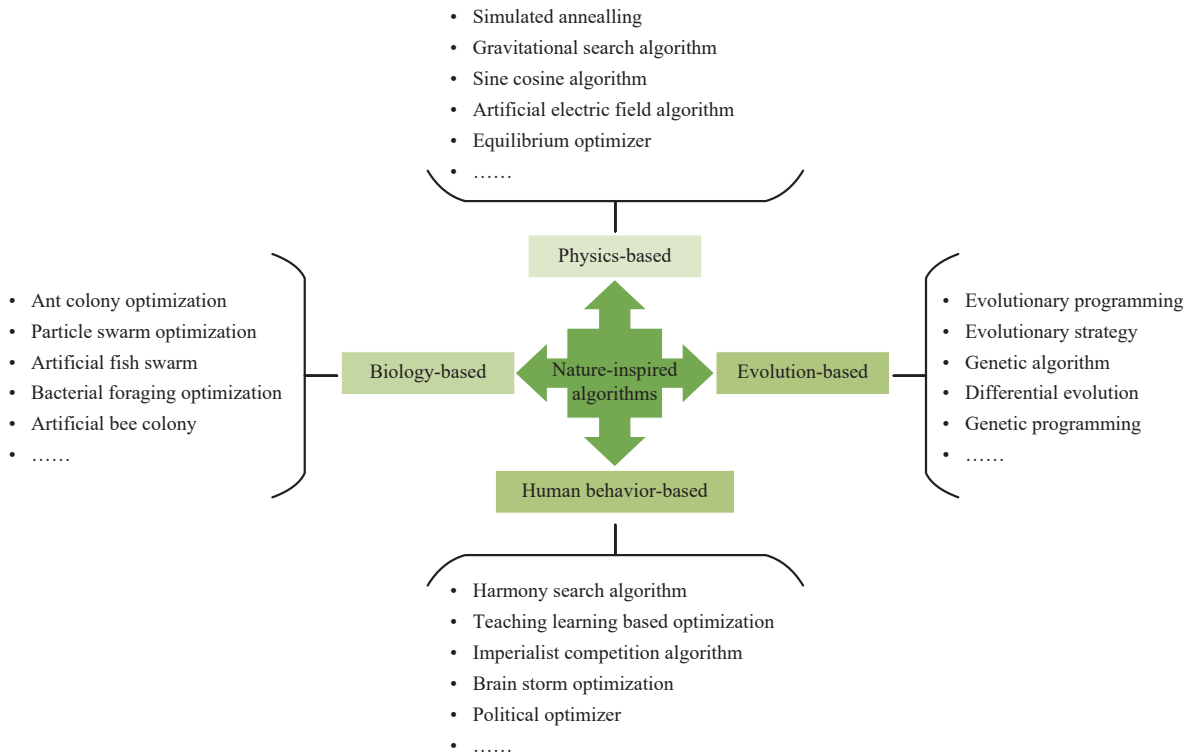 • Simulated annealling
• Gravitational search algorithm
• Sine cosine algorithm
• Artificial electric field algorithm
• Equilibrium optimizer
• ……
Physics-based
• Ant colony optimization
• Particle swarm optimization
• Artificial fish swarm
• Bacterial foraging optimization
• Artificial bee colony
• ……
Biology-based
Nature-inspired
algorithms
Evolution-based
• Evolutionary programming
• Evolutionary strategy
• Genetic algorithm
• Differential evolution
• Genetic programming
• ……
Human behavior-based
• Harmony search algorithm
• Teaching learning based optimization
• Imperialist competition algorithm
• Brain storm optimization
• Political optimizer
• ……